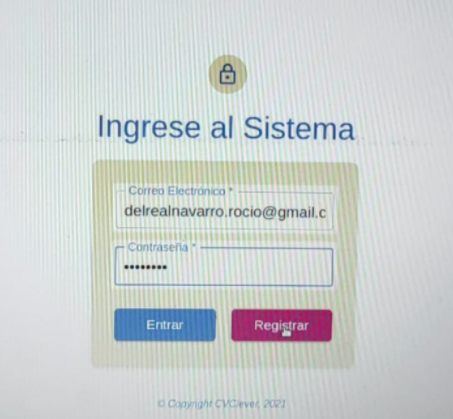 Ingrese al Sistema
Correo Electrónico *
delrealnavarro.rocio@gmail.c
Contraseña *
••••••••
Entrar
Registrar
© Copyright CVClever, 2021